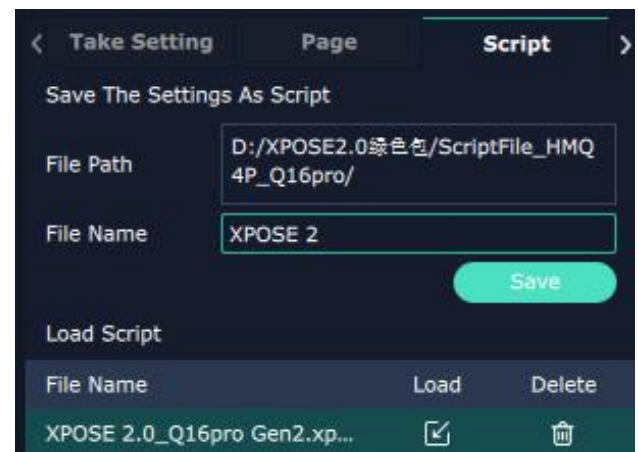 Take Setting Page Script
Save The Settings As Script
File Path
D:/XPOSE2.0绿色包/ScriptFile_HMQ
4P_Q16pro/
File Name XPOSE 2
Save
Load Script
File Name Load Delete
XPOSE 2.0_Q16pro Gen2.xp...